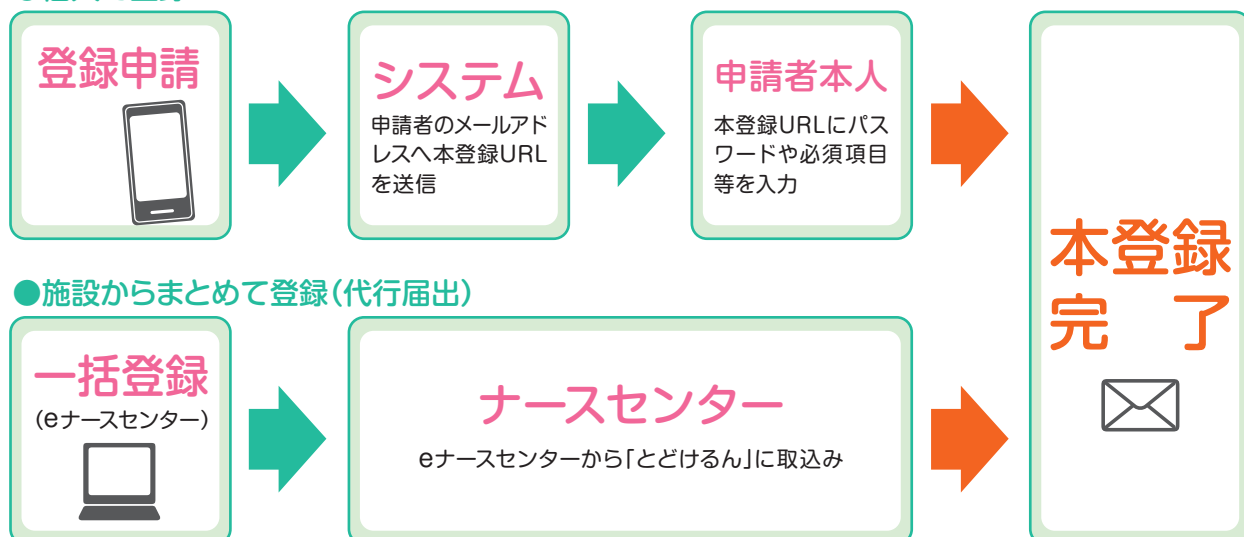 登録申請
システム
申請者のメールアド
レスへ本登録URL
を送信
申請者本人
本登録URLにパス
ワードや必須項目
等を入力
●施設からまとめて登録(代行届出)
一括登録
(eナースセンター)
ナースセンター
eナースセンターから「とどけるん」に取込み
本登録
完 了